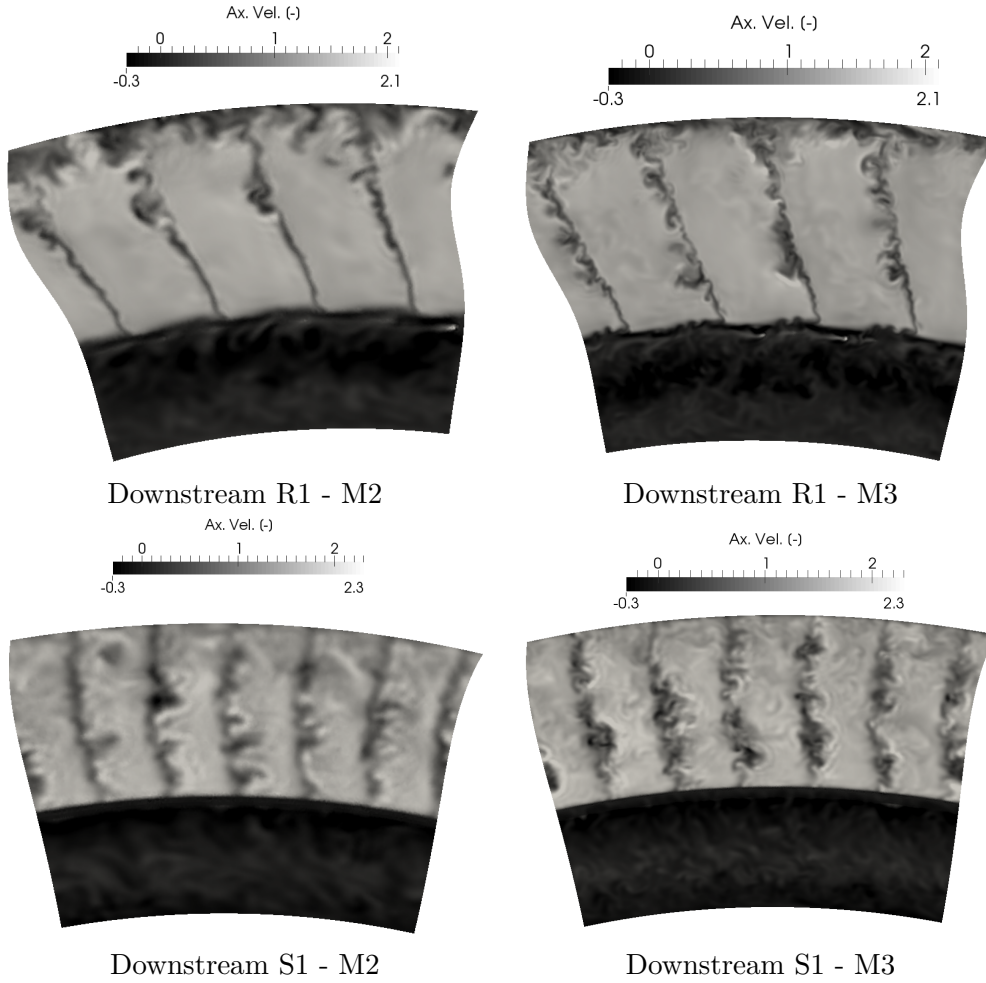 Ax. Vel. (-)
0 1 2
-0.3 2.1
Ax. Vel. (-)
0 1 2
-0.3 2.1
Downstream R1 - M2
Downstream R1 - M3
Ax. Vel. (-)
0 1 2
-0.3 2.3
Ax. Vel. (-)
0 1 2
-0.3 2.3
Downstream S1 - M2
Downstream S1 - M3